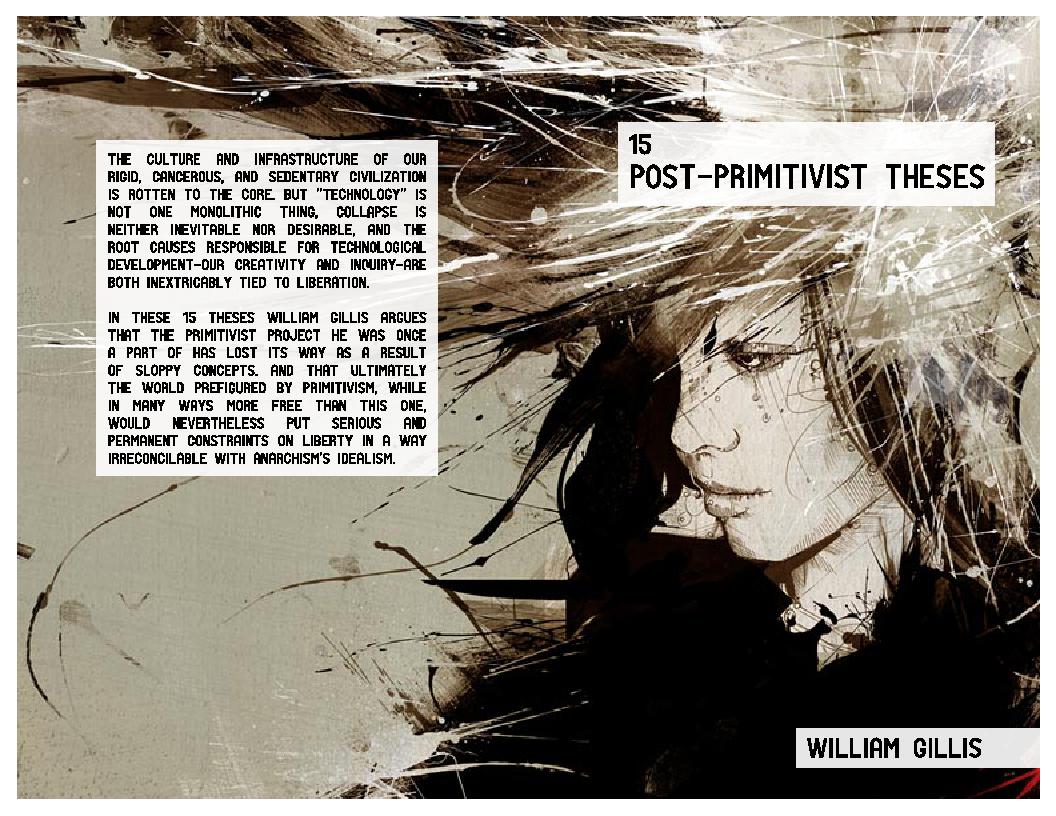 THE CULTURE AND INFRASTRUCTURE OF OUR
RIGID, CANCEROUS, AND SEDENTARY CIVILIZATION
IS ROTTEN TO THE CORE. BUT "TECHNOLOGY" IS
NOT ONE MONOLITHIC THING, COLLAPSE IS
NEITHER INEVITABLE NOR DESIRABLE, AND THE
ROOT CAUSES RESPONSIBLE FOR TECHNOLOGICAL
DEVELOPMENT-OUR CREATIVITY AND INQUIRY-ARE
BOTH INEXTRICABLY TIED TO LIBERATION.
IN THESE 15 THESES WILLIAM GILLIS ARGUES
THAT THE PRIMITIVIST PROJECT HE WAS ONCE
A PART OF HAS LOST ITS WAY AS A RESULT
OF SLOPPY CONCEPTS. AND THAT ULTIMATELY
THE WORLD PREFIGURED BY PRIMITIVISM, WHILE
IN MANY WAYS MORE FREE THAN THIS ONE,
WOULD NEVERTHELESS PUT SERIOUS AND
PERMANENT CONSTRAINTS ON LIBERTY IN A WAY
IRRECONCILABLE WITH ANARCHISM'S IDEALISM.
15
POST-PRIMITIVIST THESES
WILLIAM GILLIS